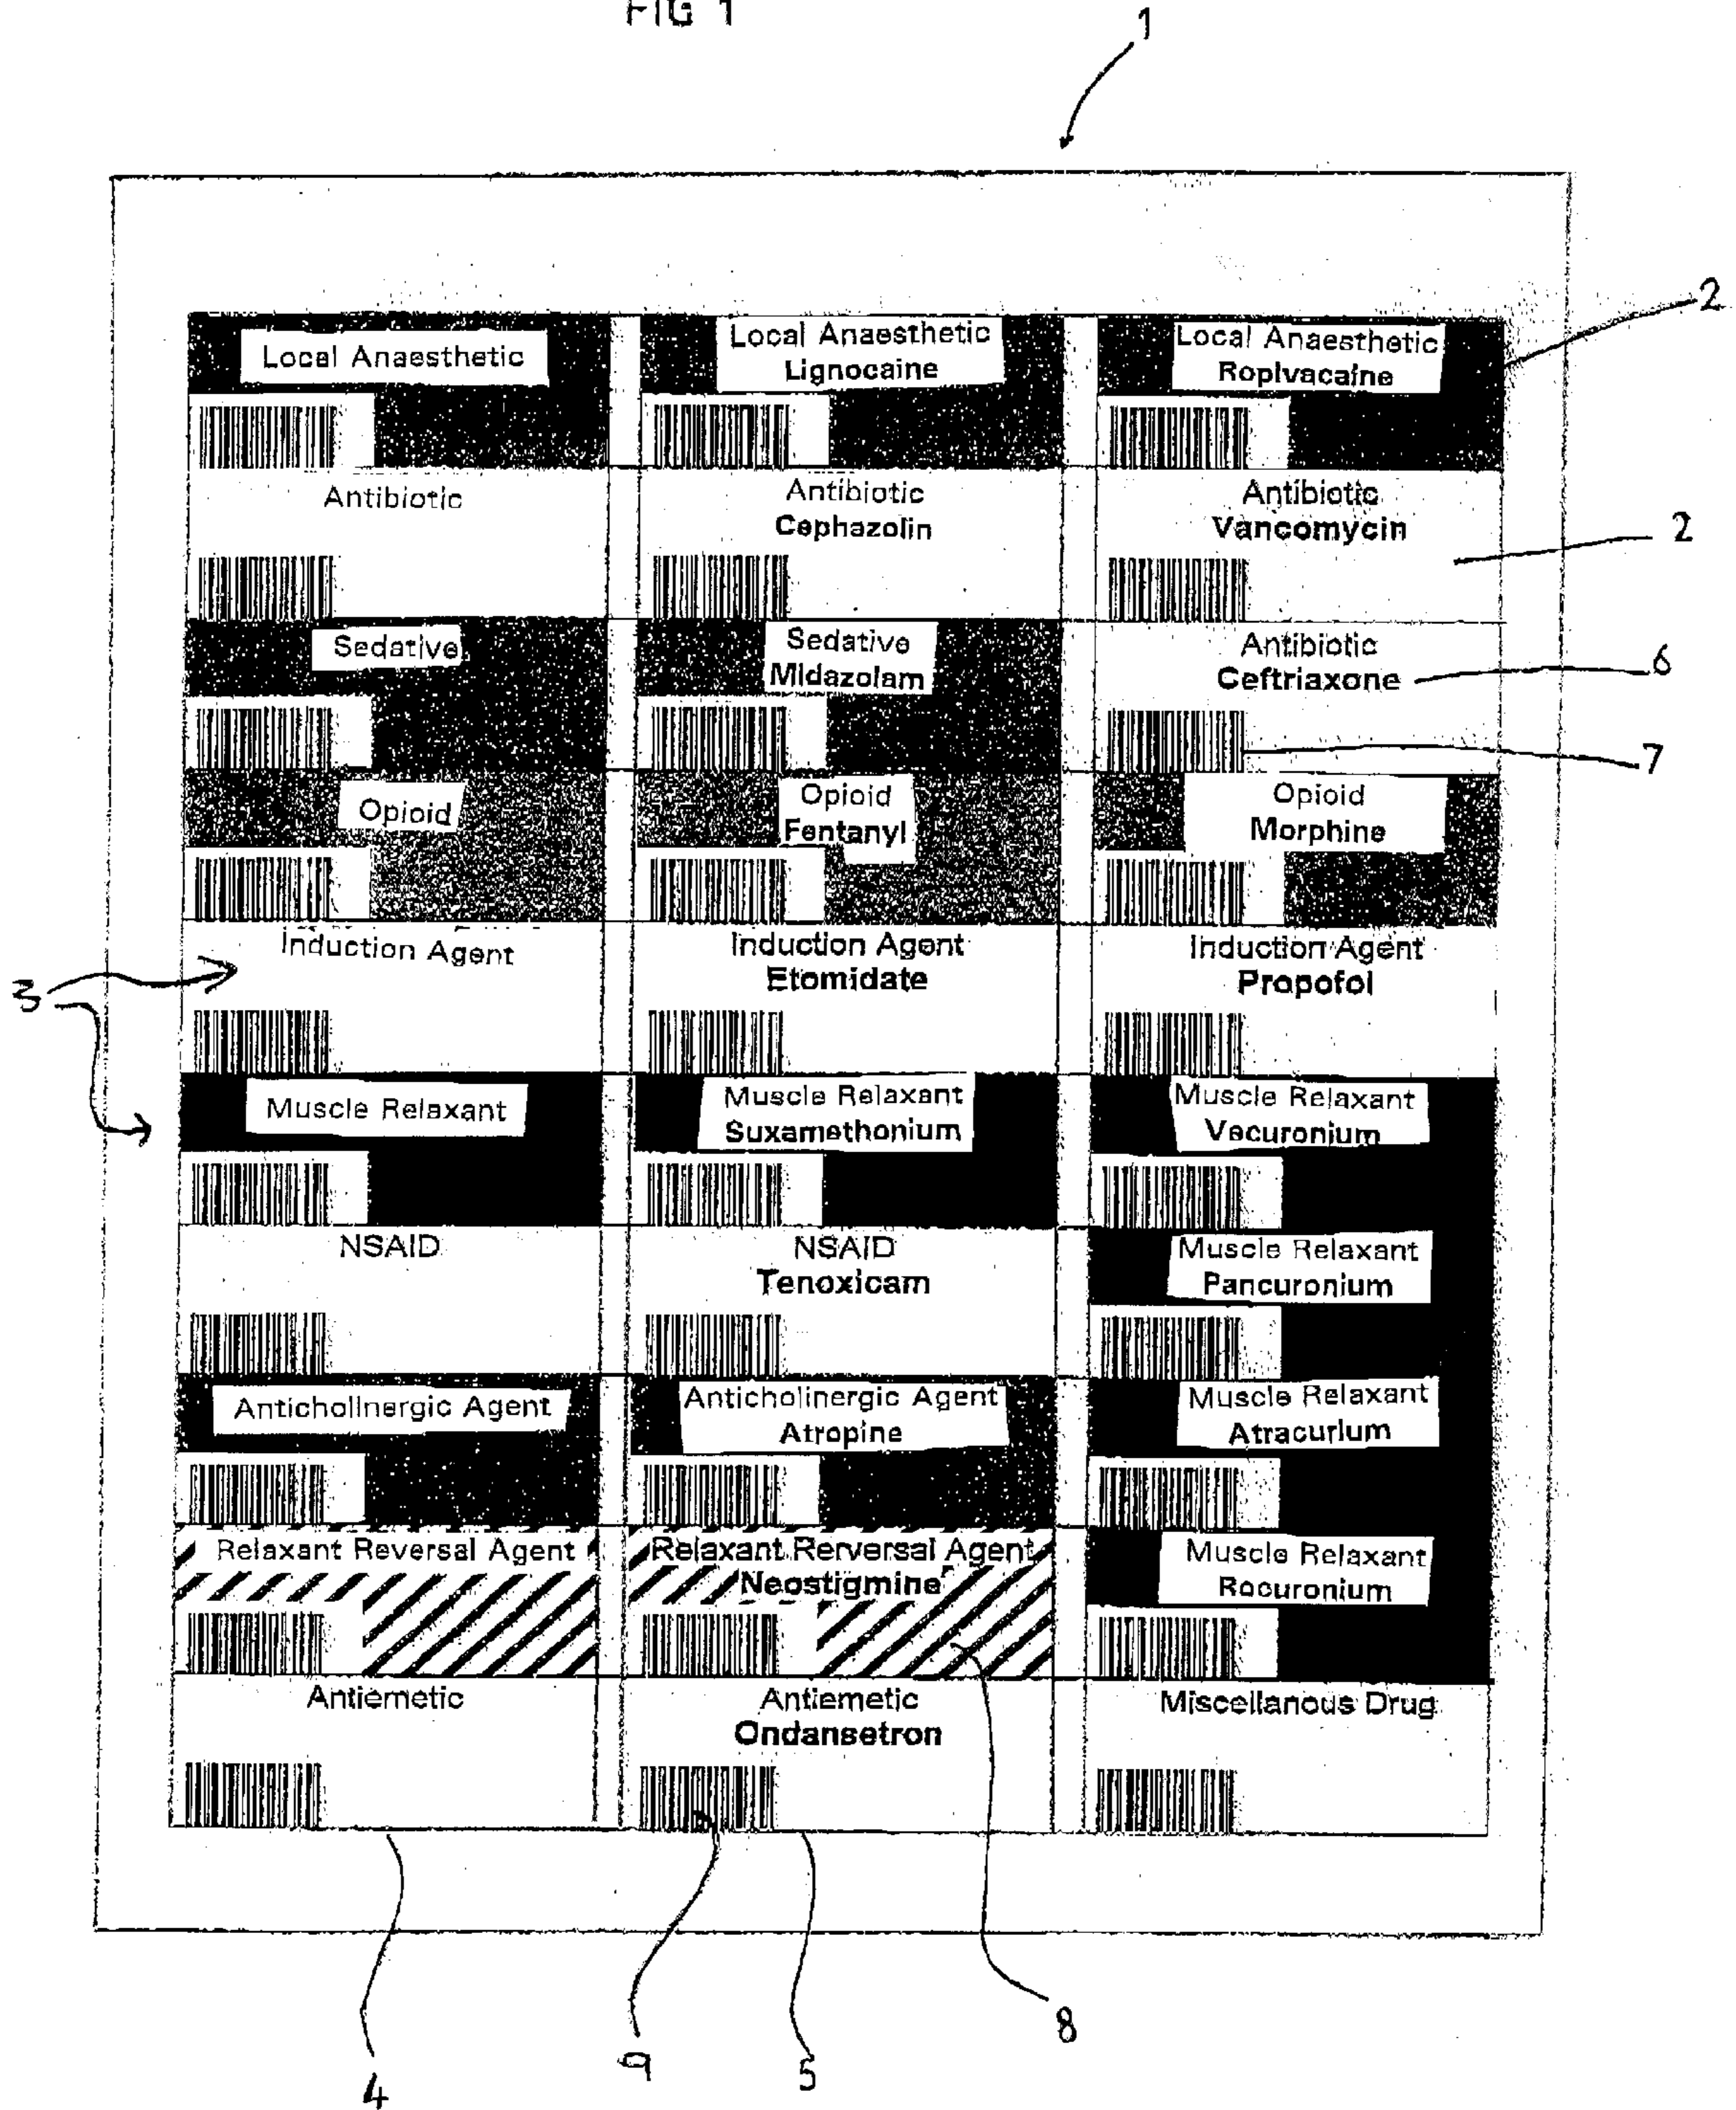 FIG 1
1
Local Anaesthetic
Local Anaesthetic
Lignocaine
Local Anaesthetic
Ropivacaine
2
Antibiotic
Antibiotic
Cephazolin
Antibiotic
Vancomycin
2
Sedative
Sedative
Midazolam
Antibiotic
Ceftriaxone
6
7
Opioid
Opioid
Fentanyl
Opioid
Morphine
3
Induction Agent
Induction Agent
Etomidate
Induction Agent
Propofol
Muscle Relaxant
Muscle Relaxant
Suxamethonium
Muscle Relaxant
Vecuronium
NSAID
NSAID
Tenoxicam
Muscle Relaxant
Pancuronium
Anticholinergic Agent
Anticholinergic Agent
Atropine
Muscle Relaxant
Atracurium
Relaxant Reversal Agent
Relaxant Rerversal Agent
Neostigmine
Muscle Relaxant
Rocuronium
Antiemetic
Antiemetic
Ondansetron
Miscellanous Drug
4
9
5
8